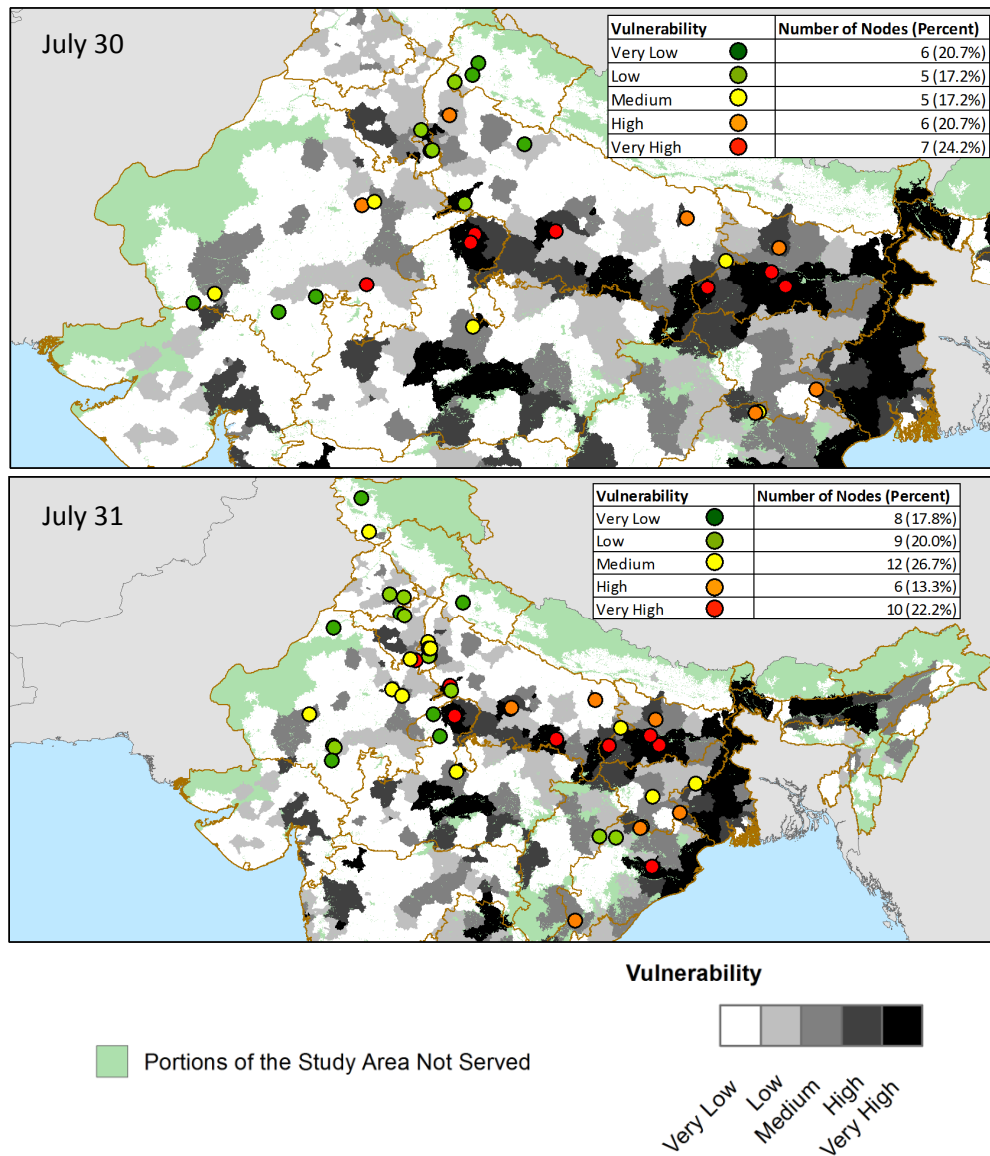 July 30
Vulnerability Number of Nodes (Percent)
Very Low 6 (20.7%)
Low 5 (17.2%)
Medium 5 (17.2%)
High 6 (20.7%)
Very High 7 (24.2%)
July 31
Vulnerability Number of Nodes (Percent)
Very Low 8 (17.8%)
Low 9 (20.0%)
Medium 12 (26.7%)
High 6 (13.3%)
Very High 10 (22.2%)
Vulnerability
Portions of the Study Area Not Served
Very Low
Low
Medium
High
Very High